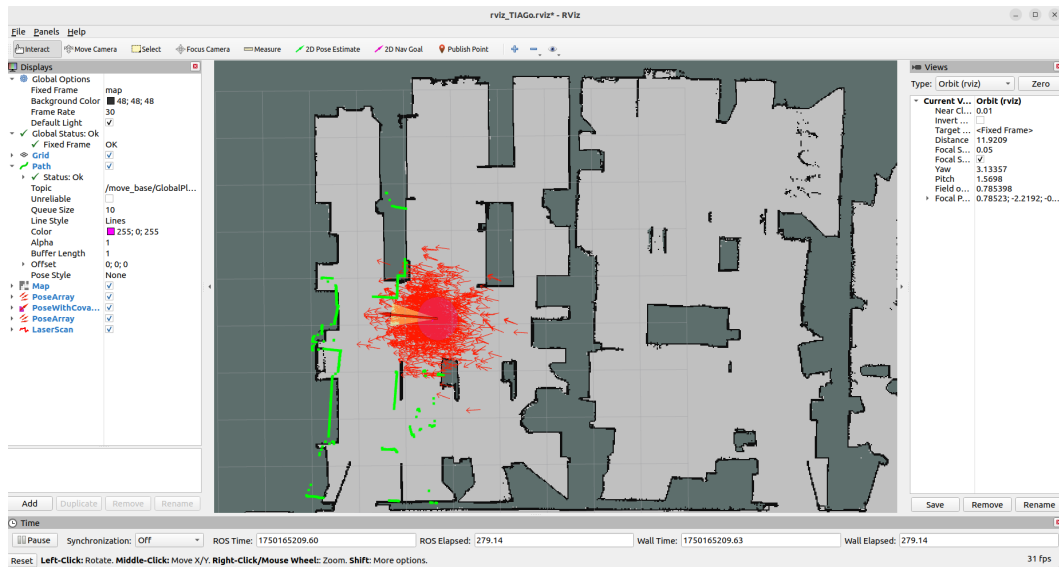 rviz_TIAGo.rviz* - RViz
File Panels Help
Interact Move Camera Select Focus Camera Measure 2D Pose Estimate 2D Nav Goal Publish Point
Displays
Global Options
Fixed Frame map
Background Color 48; 48; 48
Frame Rate 30
Default Light
Global Status: Ok
Fixed Frame OK
Grid
Path
Status: Ok
Topic /move_base/GlobalPl...
Unreliable
Queue Size 10
Line Style Lines
Color 255; 0; 255
Alpha 1
Buffer Length 1
Offset 0; 0; 0
Pose Style None
Map
PoseArray
PoseWithCova...
PoseArray
LaserScan
Add Duplicate Remove Rename
Views
Type: Orbit (rviz) Zero
Current V... Orbit (rviz)
Near Cl... 0.01
Invert ...
Target ... <Fixed Frame>
Distance 11.9209
Focal S... 0.05
Focal S...
Yaw 3.13357
Pitch 1.5698
Field o... 0.785398
Focal P... 0.78523; -2.2192; -0...
Save Remove Rename
Time
Pause Synchronization: Off ROS Time: 1750165209.60 ROS Elapsed: 279.14 Wall Time: 1750165209.63 Wall Elapsed: 279.14
Reset Left-Click: Rotate. Middle-Click: Move X/Y. Right-Click/Mouse Wheel:: Zoom. Shift: More options. 31 fps